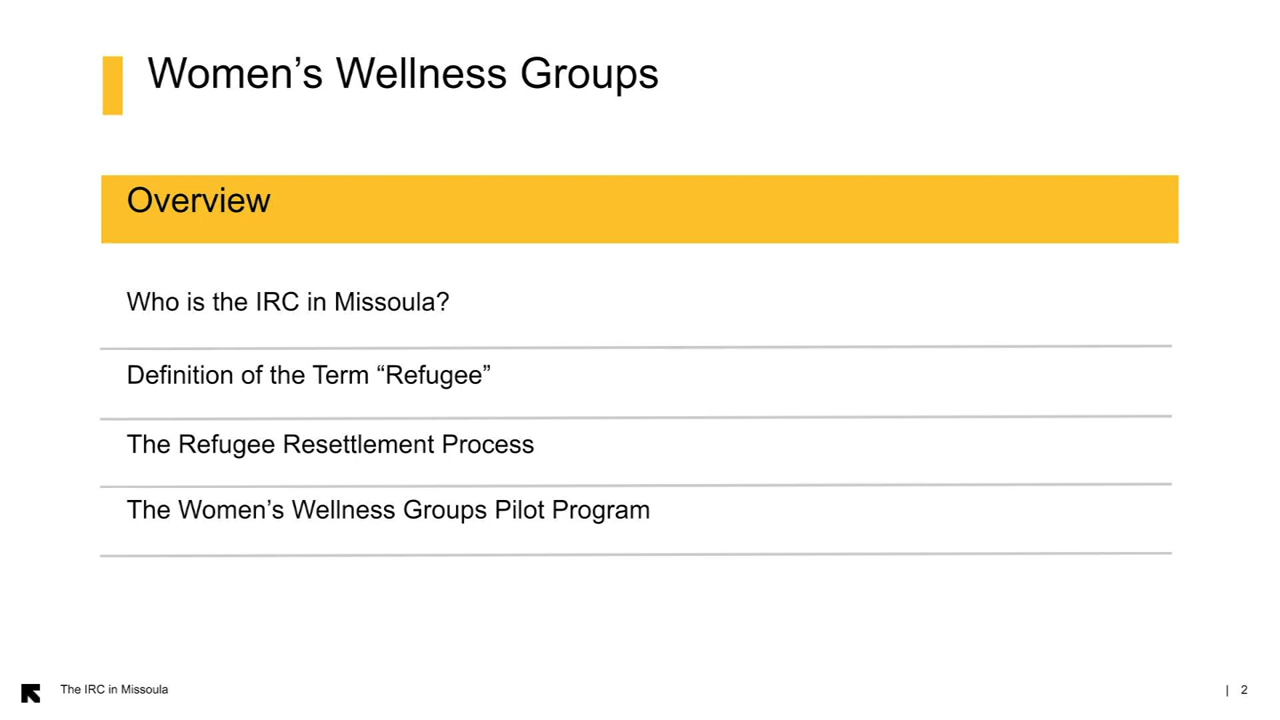 Women’s Wellness Groups
Overview
Who is the IRC in Missoula?
Definition of the Term “Refugee”
The Refugee Resettlement Process
The Women’s Wellness Groups Pilot Program
The IRC in Missoula
| 2